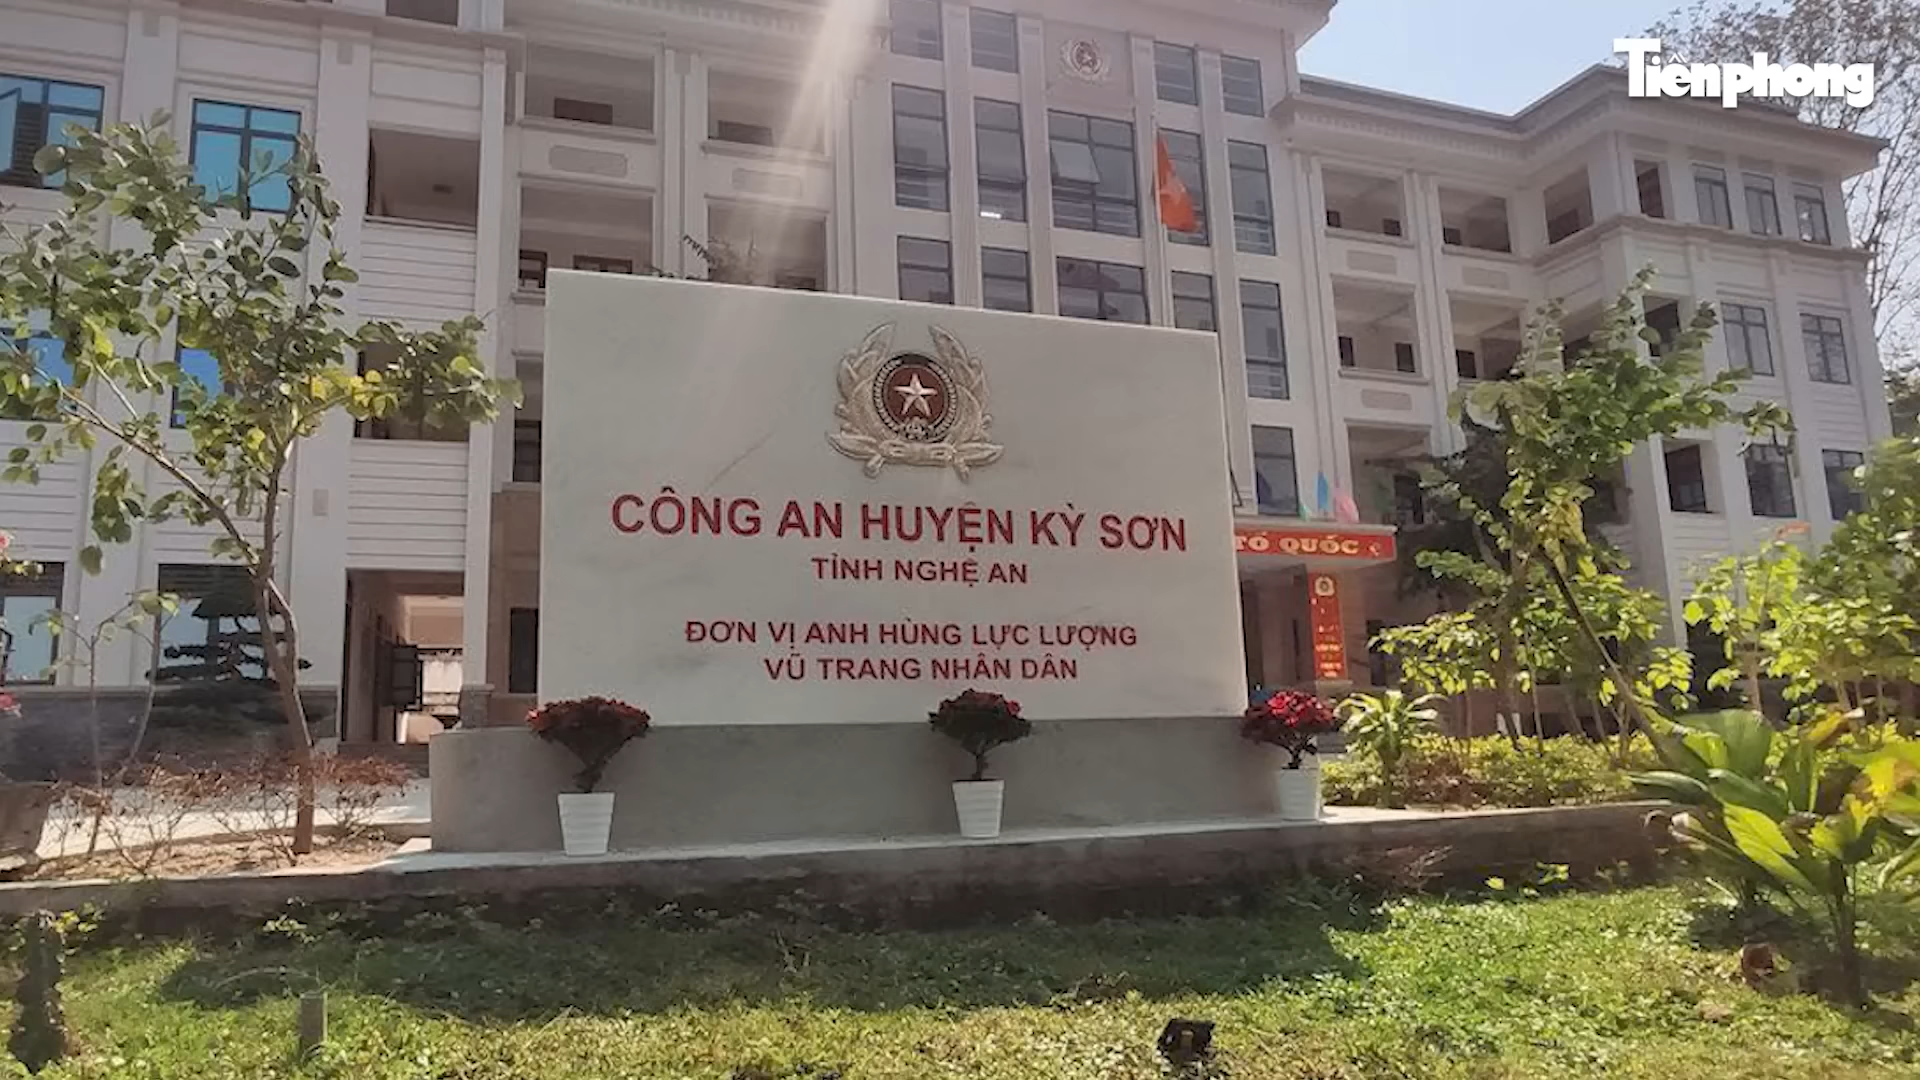 Tiền phong
CÔNG AN HUYỆN KỲ SƠN
TỈNH NGHỆ AN
ĐƠN VỊ ANH HÙNG LỰC LƯỢNG
VŨ TRANG NHÂN DÂN
TỔ QUỐC